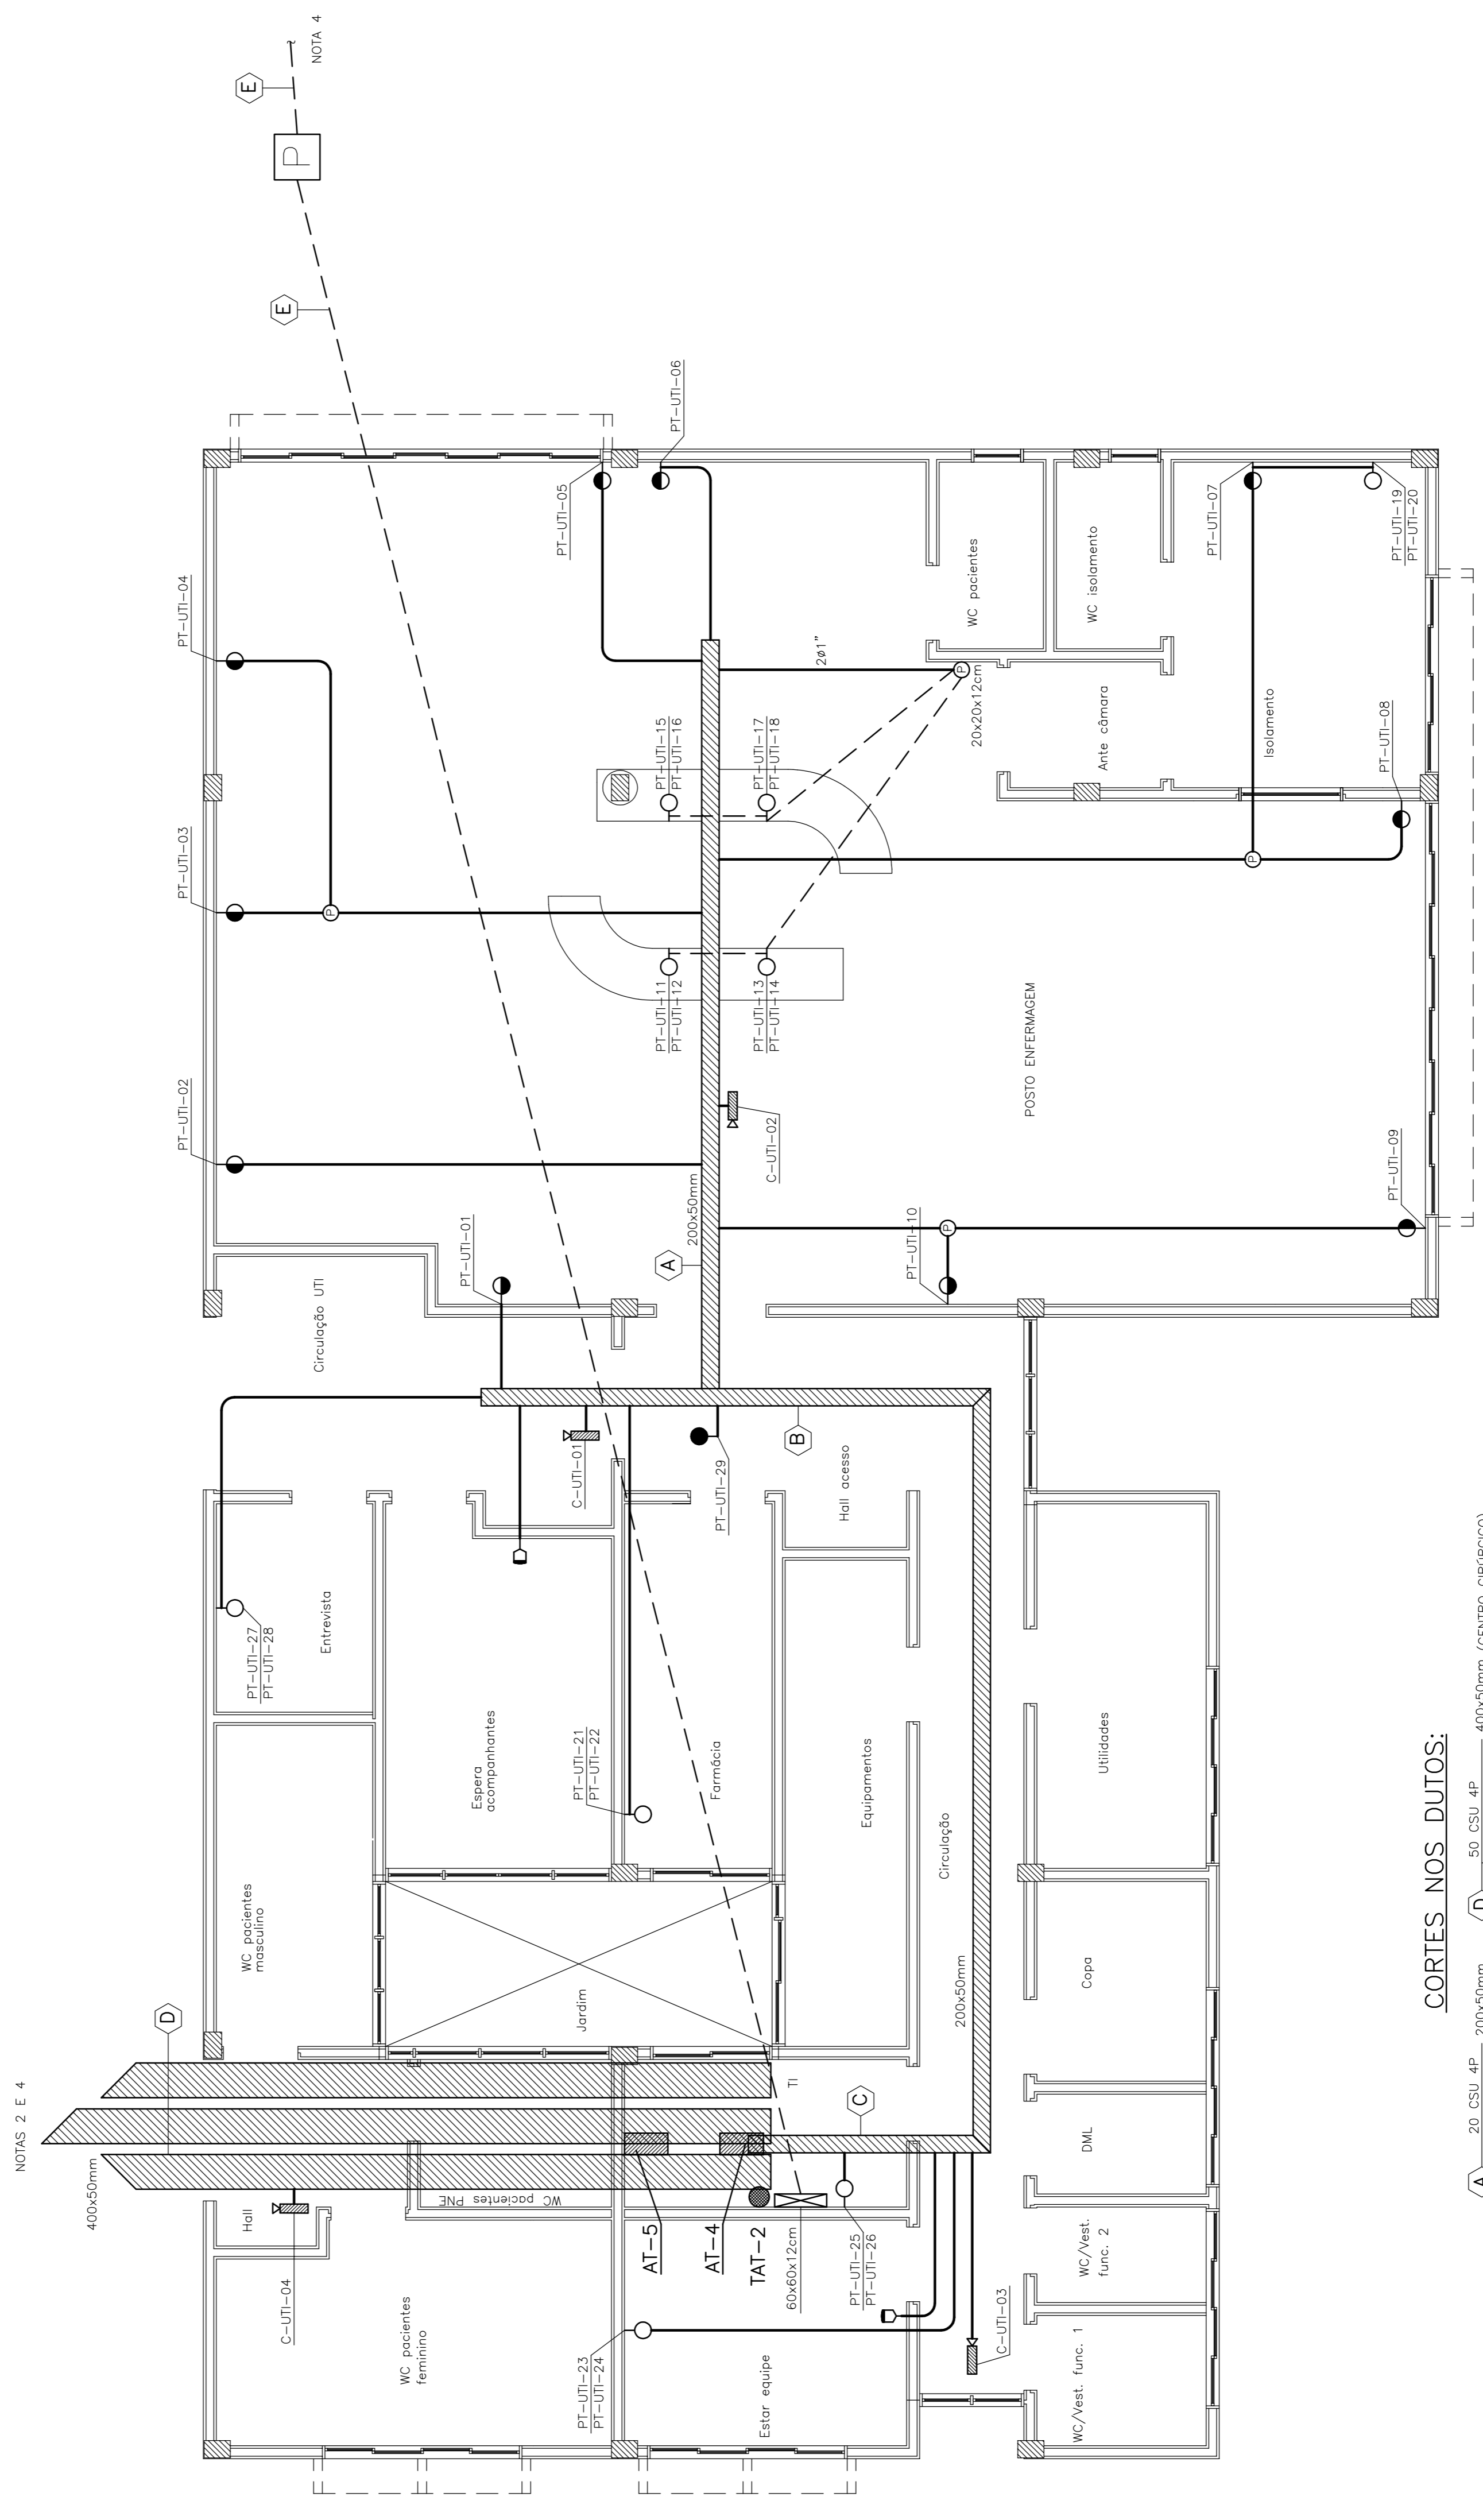 NOTA 4
E
P
E
PT-UTI-06
PT-UTI-05
PT-UTI-04
PT-UTI-07
PT-UTI-19
PT-UTI-20
WC pacientes
WC isolamento
2ø1"
P
20x20x12cm
Ante câmara
Isolamento
PT-UTI-08
PT-UTI-15
PT-UTI-16
PT-UTI-17
PT-UTI-18
P
PT-UTI-03
P
PT-UTI-11
PT-UTI-12
PT-UTI-13
PT-UTI-14
POSTO ENFERMAGEM
PT-UTI-02
C-UTI-02
200x50mm
PT-UTI-09
PT-UTI-10
P
PT-UTI-01
A
Circulação UTI
B
C-UTI-01
PT-UTI-29
Hall acesso
Entrevista
PT-UTI-27
PT-UTI-28
Espera
acompanhantes
PT-UTI-21
PT-UTI-22
Farmácia
Equipamentos
Circulação
Utilidades
WC pacientes
masculino
Jardim
200x50mm
Copa
D
NOTAS 2 E 4
TI
C
DML
400x50mm
Hall
WC pacientes PNE
AT-5
AT-4
TAT-2
60x60x12cm
PT-UTI-25
PT-UTI-26
WC/Vest.
func. 2
C-UTI-04
WC pacientes
feminino
PT-UTI-23
PT-UTI-24
Estar equipe
C-UTI-03
WC/Vest. func. 1
CORTES NOS DUTOS:
A
20 CSU 4P
200x50mm
D
50 CSU 4P
400x50mm (CENTRO CIRÚRGICO)